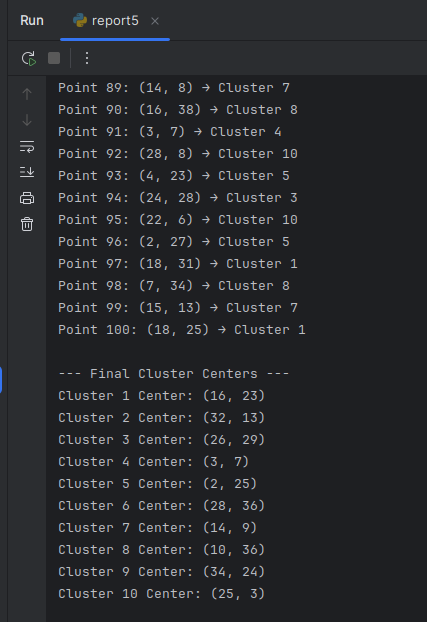 Run report5
Point 89: (14, 8) → Cluster 7
Point 90: (16, 38) → Cluster 8
Point 91: (3, 7) → Cluster 4
Point 92: (28, 8) → Cluster 10
Point 93: (4, 23) → Cluster 5
Point 94: (24, 28) → Cluster 3
Point 95: (22, 6) → Cluster 10
Point 96: (2, 27) → Cluster 5
Point 97: (18, 31) → Cluster 1
Point 98: (7, 34) → Cluster 8
Point 99: (15, 13) → Cluster 7
Point 100: (18, 25) → Cluster 1
--- Final Cluster Centers ---
Cluster 1 Center: (16, 23)
Cluster 2 Center: (32, 13)
Cluster 3 Center: (26, 29)
Cluster 4 Center: (3, 7)
Cluster 5 Center: (2, 25)
Cluster 6 Center: (28, 36)
Cluster 7 Center: (14, 9)
Cluster 8 Center: (10, 36)
Cluster 9 Center: (34, 24)
Cluster 10 Center: (25, 3)